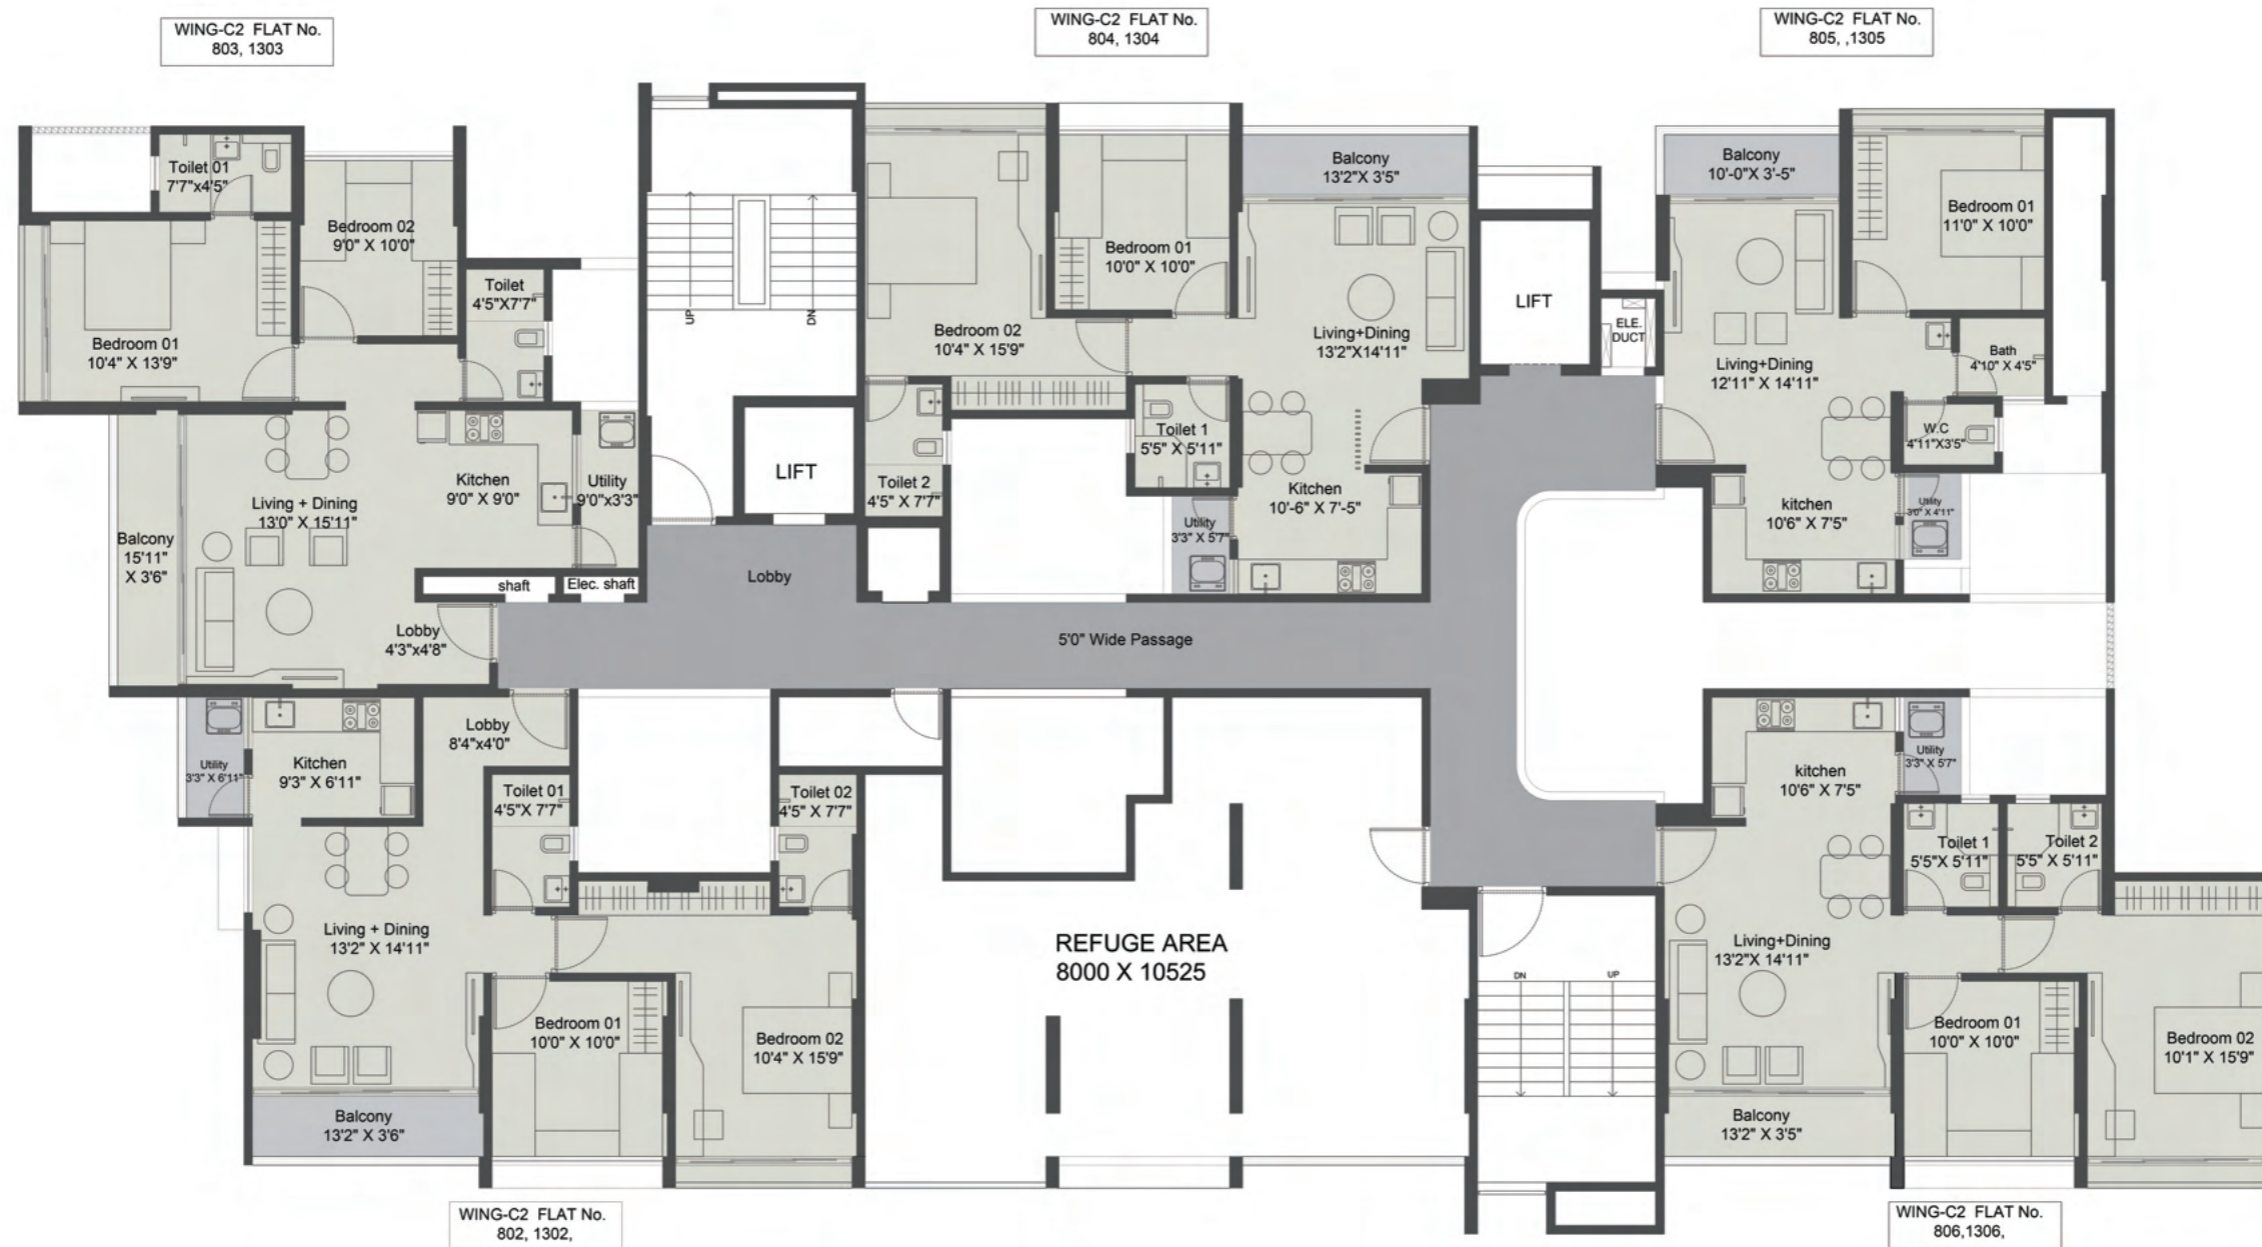 WING-C2 FLAT No.
803, 1303
WING-C2 FLAT No.
804, 1304
WING-C2 FLAT No.
805, ,1305
Toilet 01
7'7"x4'5"
Bedroom 02
9'0" X 10'0"
Toilet
4'5"X7'7"
Bedroom 01
10'4" X 13'9"
Living + Dining
13'0" X 15'11"
Kitchen
9'0" X 9'0"
Utility
9'0"x3'3"
Balcony
15'11"
X 3'6"
shaft
Elec. shaft
Lobby
4'3"x4'8"
UP
DN
LIFT
Lobby
5'0" Wide Passage
Bedroom 02
10'4" X 15'9"
Bedroom 01
10'0" X 10'0"
Balcony
13'2"X 3'5"
Living+Dining
13'2"X14'11"
Toilet 2
4'5" X 7'7"
Toilet 1
5'5" X 5'11"
Kitchen
10'-6" X 7'-5"
Utility
3'3" X 5'7"
LIFT
ELE.
DUCT
Balcony
10'-0"X 3'-5"
Bedroom 01
11'0" X 10'0"
Living+Dining
12'11" X 14'11"
Bath
4'10" X 4'5"
W.C
4'11"X3'5"
kitchen
10'6" X 7'5"
Utility
3'0" X 4'11"
Utility
3'3" X 6'11"
Kitchen
9'3" X 6'11"
Lobby
8'4"x4'0"
Toilet 01
4'5"X 7'7"
Toilet 02
4'5" X 7'7"
Living + Dining
13'2" X 14'11"
Bedroom 01
10'0" X 10'0"
Bedroom 02
10'4" X 15'9"
Balcony
13'2" X 3'6"
REFUGE AREA
8000 X 10525
DN
UP
kitchen
10'6" X 7'5"
Utility
3'3" X 5'7"
Toilet 1
5'5"X 5'11"
Toilet 2
5'5" X 5'11"
Living+Dining
13'2"X 14'11"
Bedroom 01
10'0" X 10'0"
Bedroom 02
10'1" X 15'9"
Balcony
13'2" X 3'5"
WING-C2 FLAT No.
802, 1302,
WING-C2 FLAT No.
806,1306,